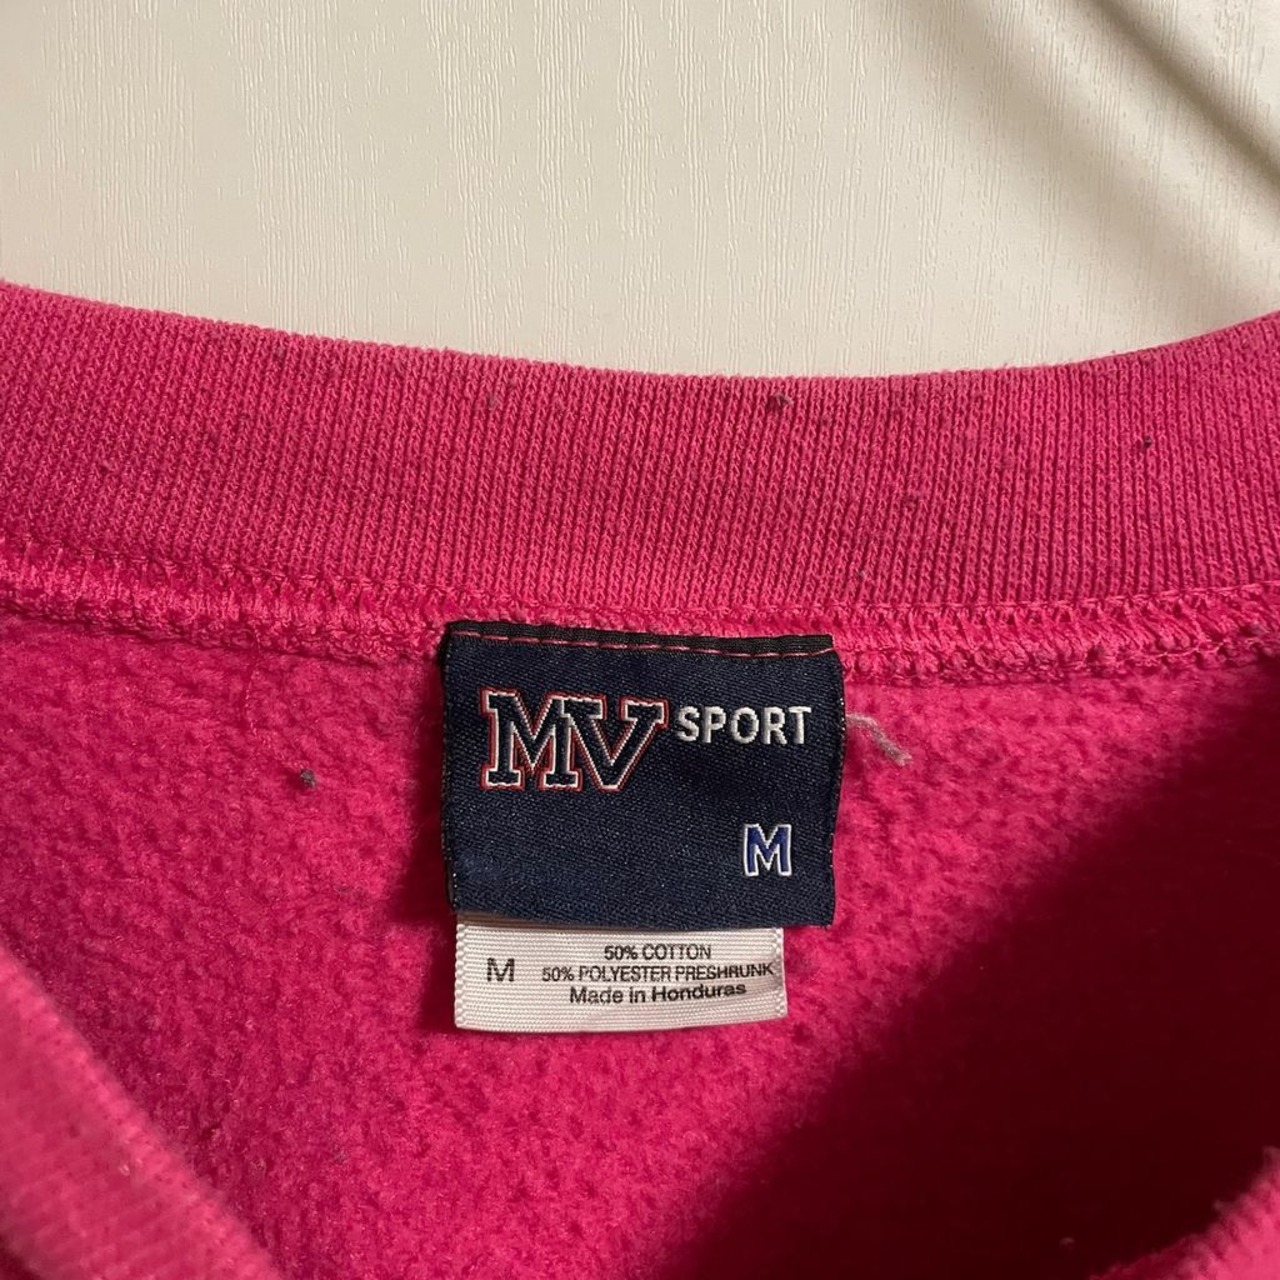 MV SPORT
M
M
50% COTTON
50% POLYESTER PRESHRUNK
Made in Honduras